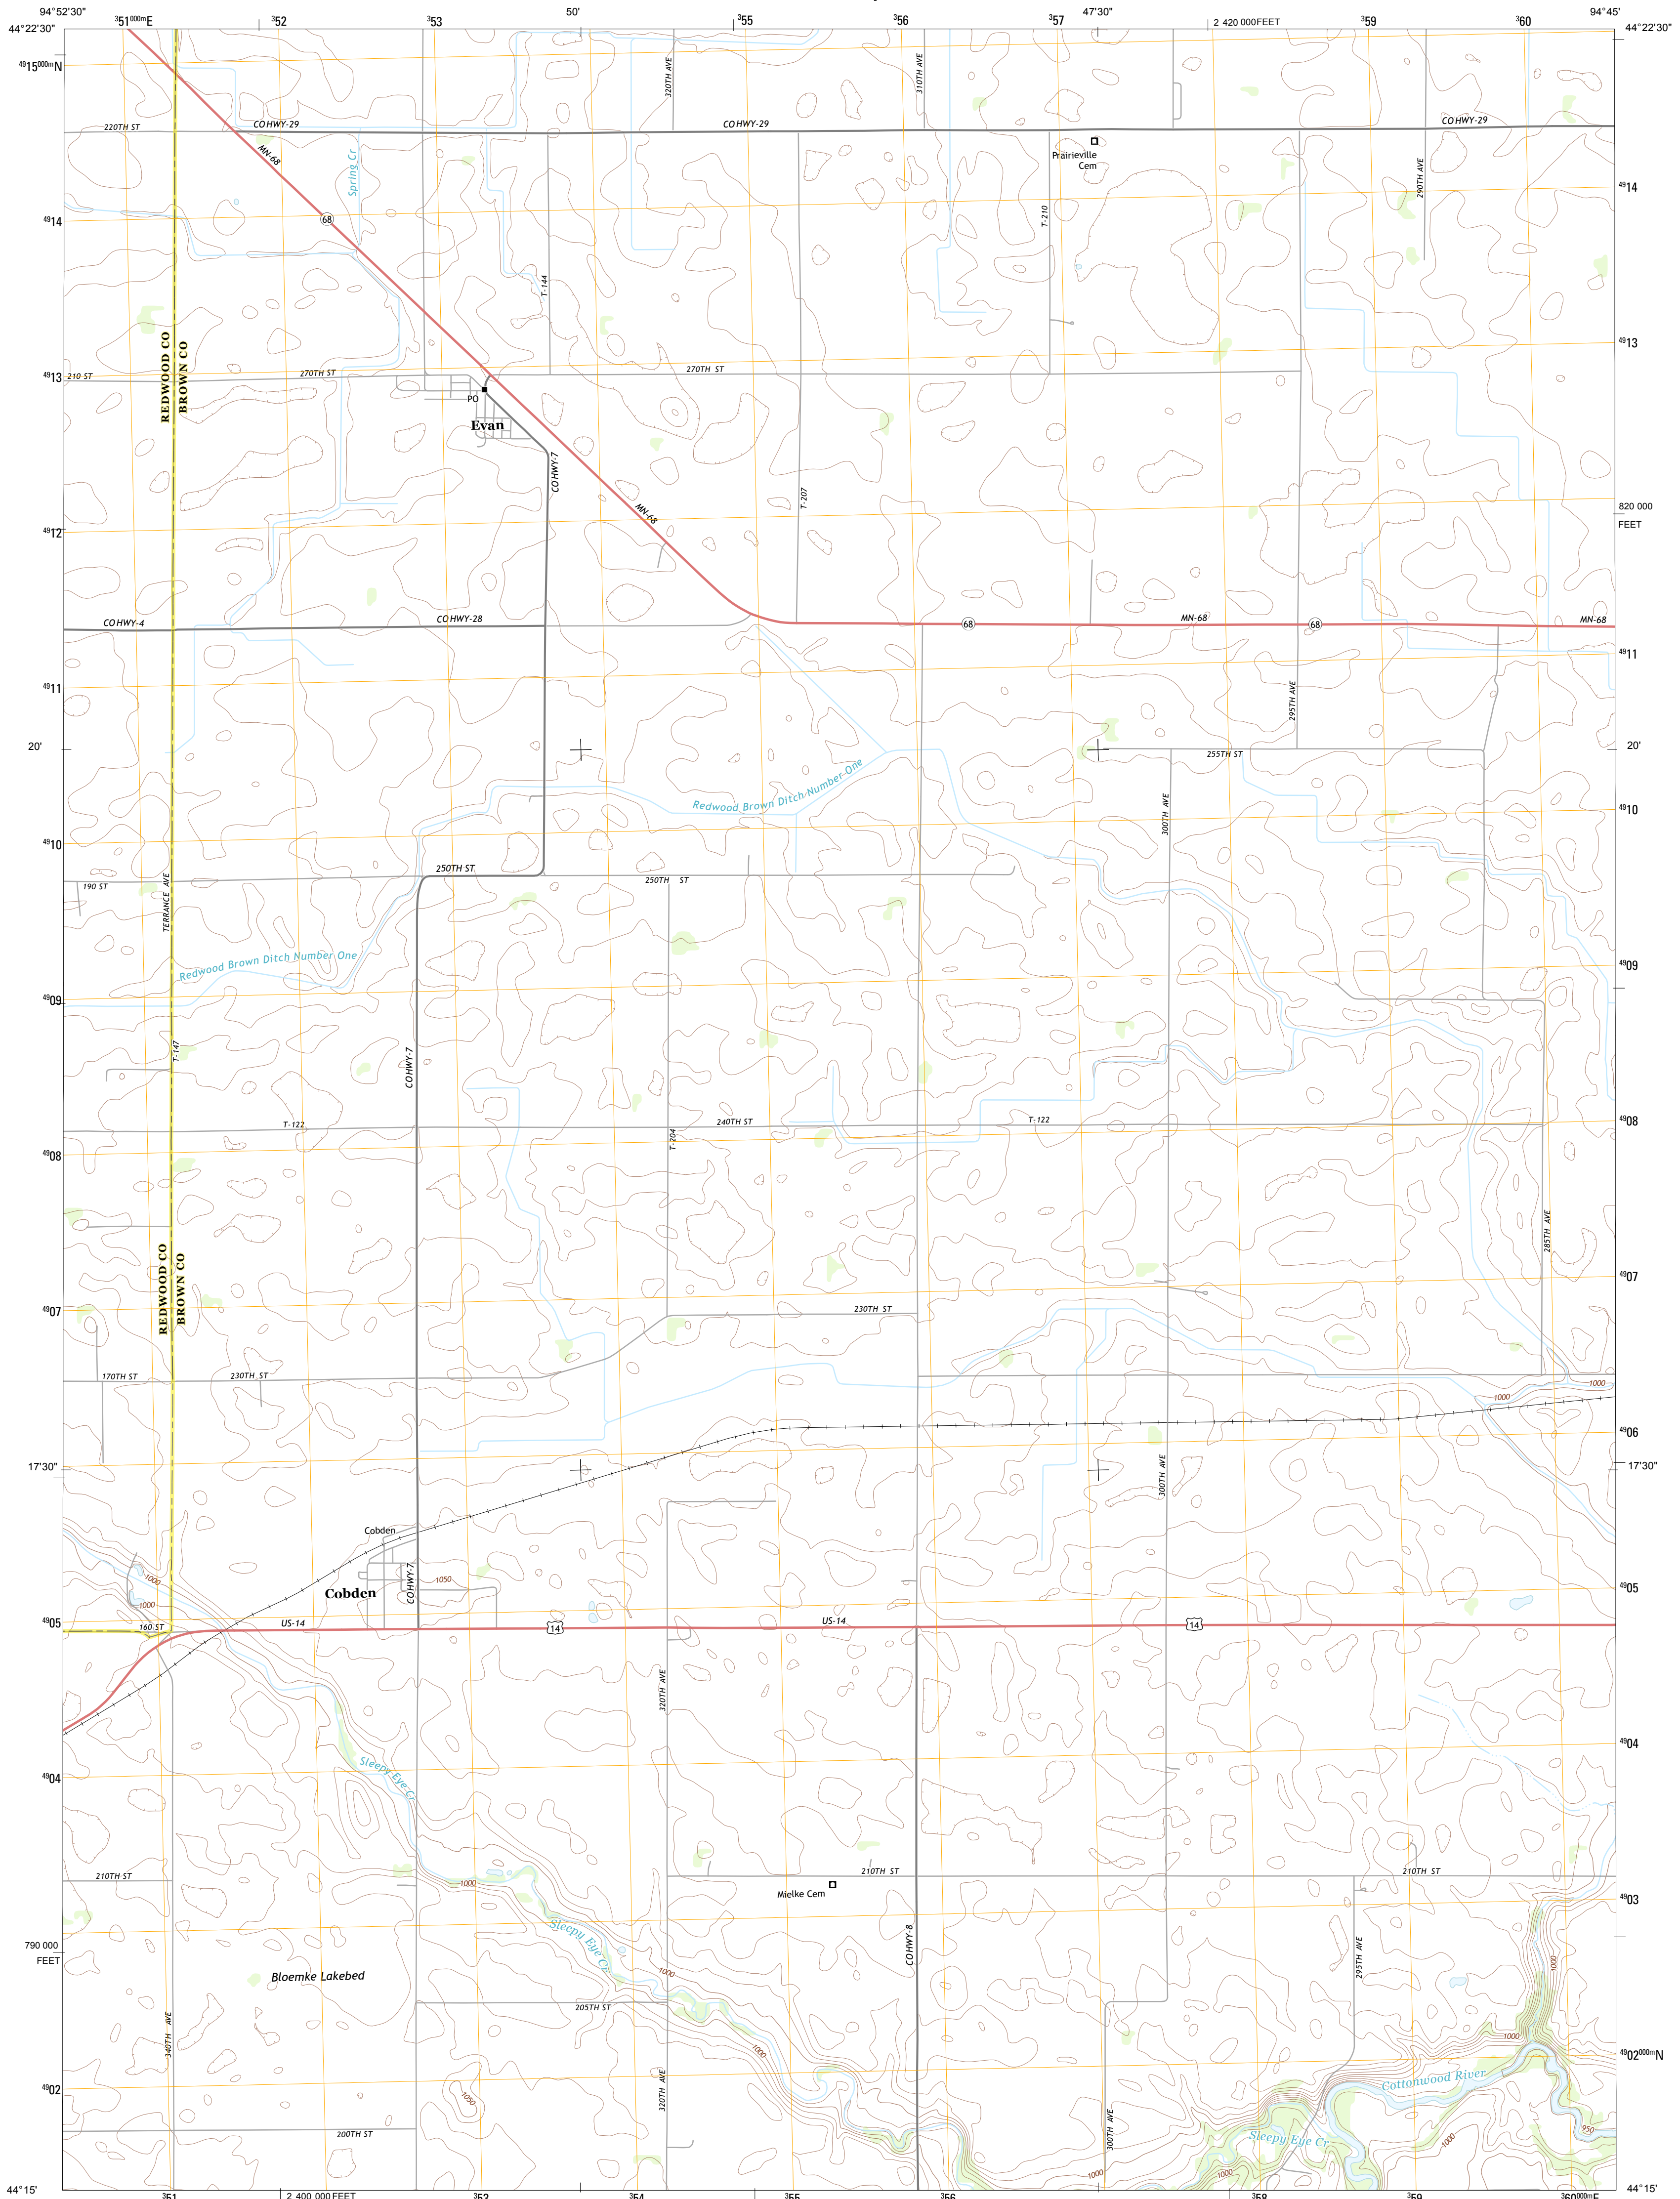 94°52'30"
³51⁰⁰⁰ᵐE
³52
³53
50'
³55
³56
³57
47'30"
2 420 000 FEET
³59
³60
94°45'
44°22'30"
44°22'30"
⁴⁹15⁰⁰⁰ᵐN
320TH AVE
310TH AVE
220TH ST
CO HWY-29
CO HWY-29
CO HWY-29
MN-68
Spring Cr
Prairieville
Cem
290TH AVE
⁴⁹14
⁴⁹14
68
T-210
T-144
REDWOOD CO
BROWN CO
⁴⁹13
⁴⁹13
210 ST
270TH ST
270TH ST
PO
Evan
CO HWY-7
T-207
MN-68
820 000
FEET
⁴⁹12
CO HWY-4
CO HWY-28
68
MN-68
68
MN-68
⁴⁹11
⁴⁹11
295TH AVE
20'
20'
255TH ST
Redwood Brown Ditch Number One
300TH AVE
⁴⁹10
⁴⁹10
250TH ST
250TH ST
190 ST
TERRANCE AVE
Redwood Brown Ditch Number One
⁴⁹09
⁴⁹09
T-147
CO HWY-7
T-122
240TH ST
T-122
⁴⁹08
⁴⁹08
T-204
285TH AVE
REDWOOD CO
BROWN CO
⁴⁹07
⁴⁹07
230TH ST
170TH ST
230TH ST
1000
1000
⁴⁹06
17'30"
17'30"
300TH AVE
Cobden
1000
1000
Cobden
CO HWY-7
1050
⁴⁹05
⁴⁹05
160 ST
US-14
14
US-14
14
320TH AVE
⁴⁹04
⁴⁹04
Sleepy Eye Cr
210TH ST
1000
210TH ST
210TH ST
Mielke Cem
⁴⁹03
Sleepy Eye Cr
CO HWY-8
295TH AVE
790 000
FEET
1000
1000
Bloemke Lakebed
205TH ST
340TH AVE
1000
1000
⁴⁹02⁰⁰⁰ᵐN
⁴⁹02
Cottonwood River
1050
320TH AVE
300TH AVE
950
200TH ST
Sleepy Eye Cr
1000
1000
1000
44°15'
44°15'
³51
2 400 000 FEET
³53
³54
³55
³56
³58
³59
³60⁰⁰⁰ᵐE